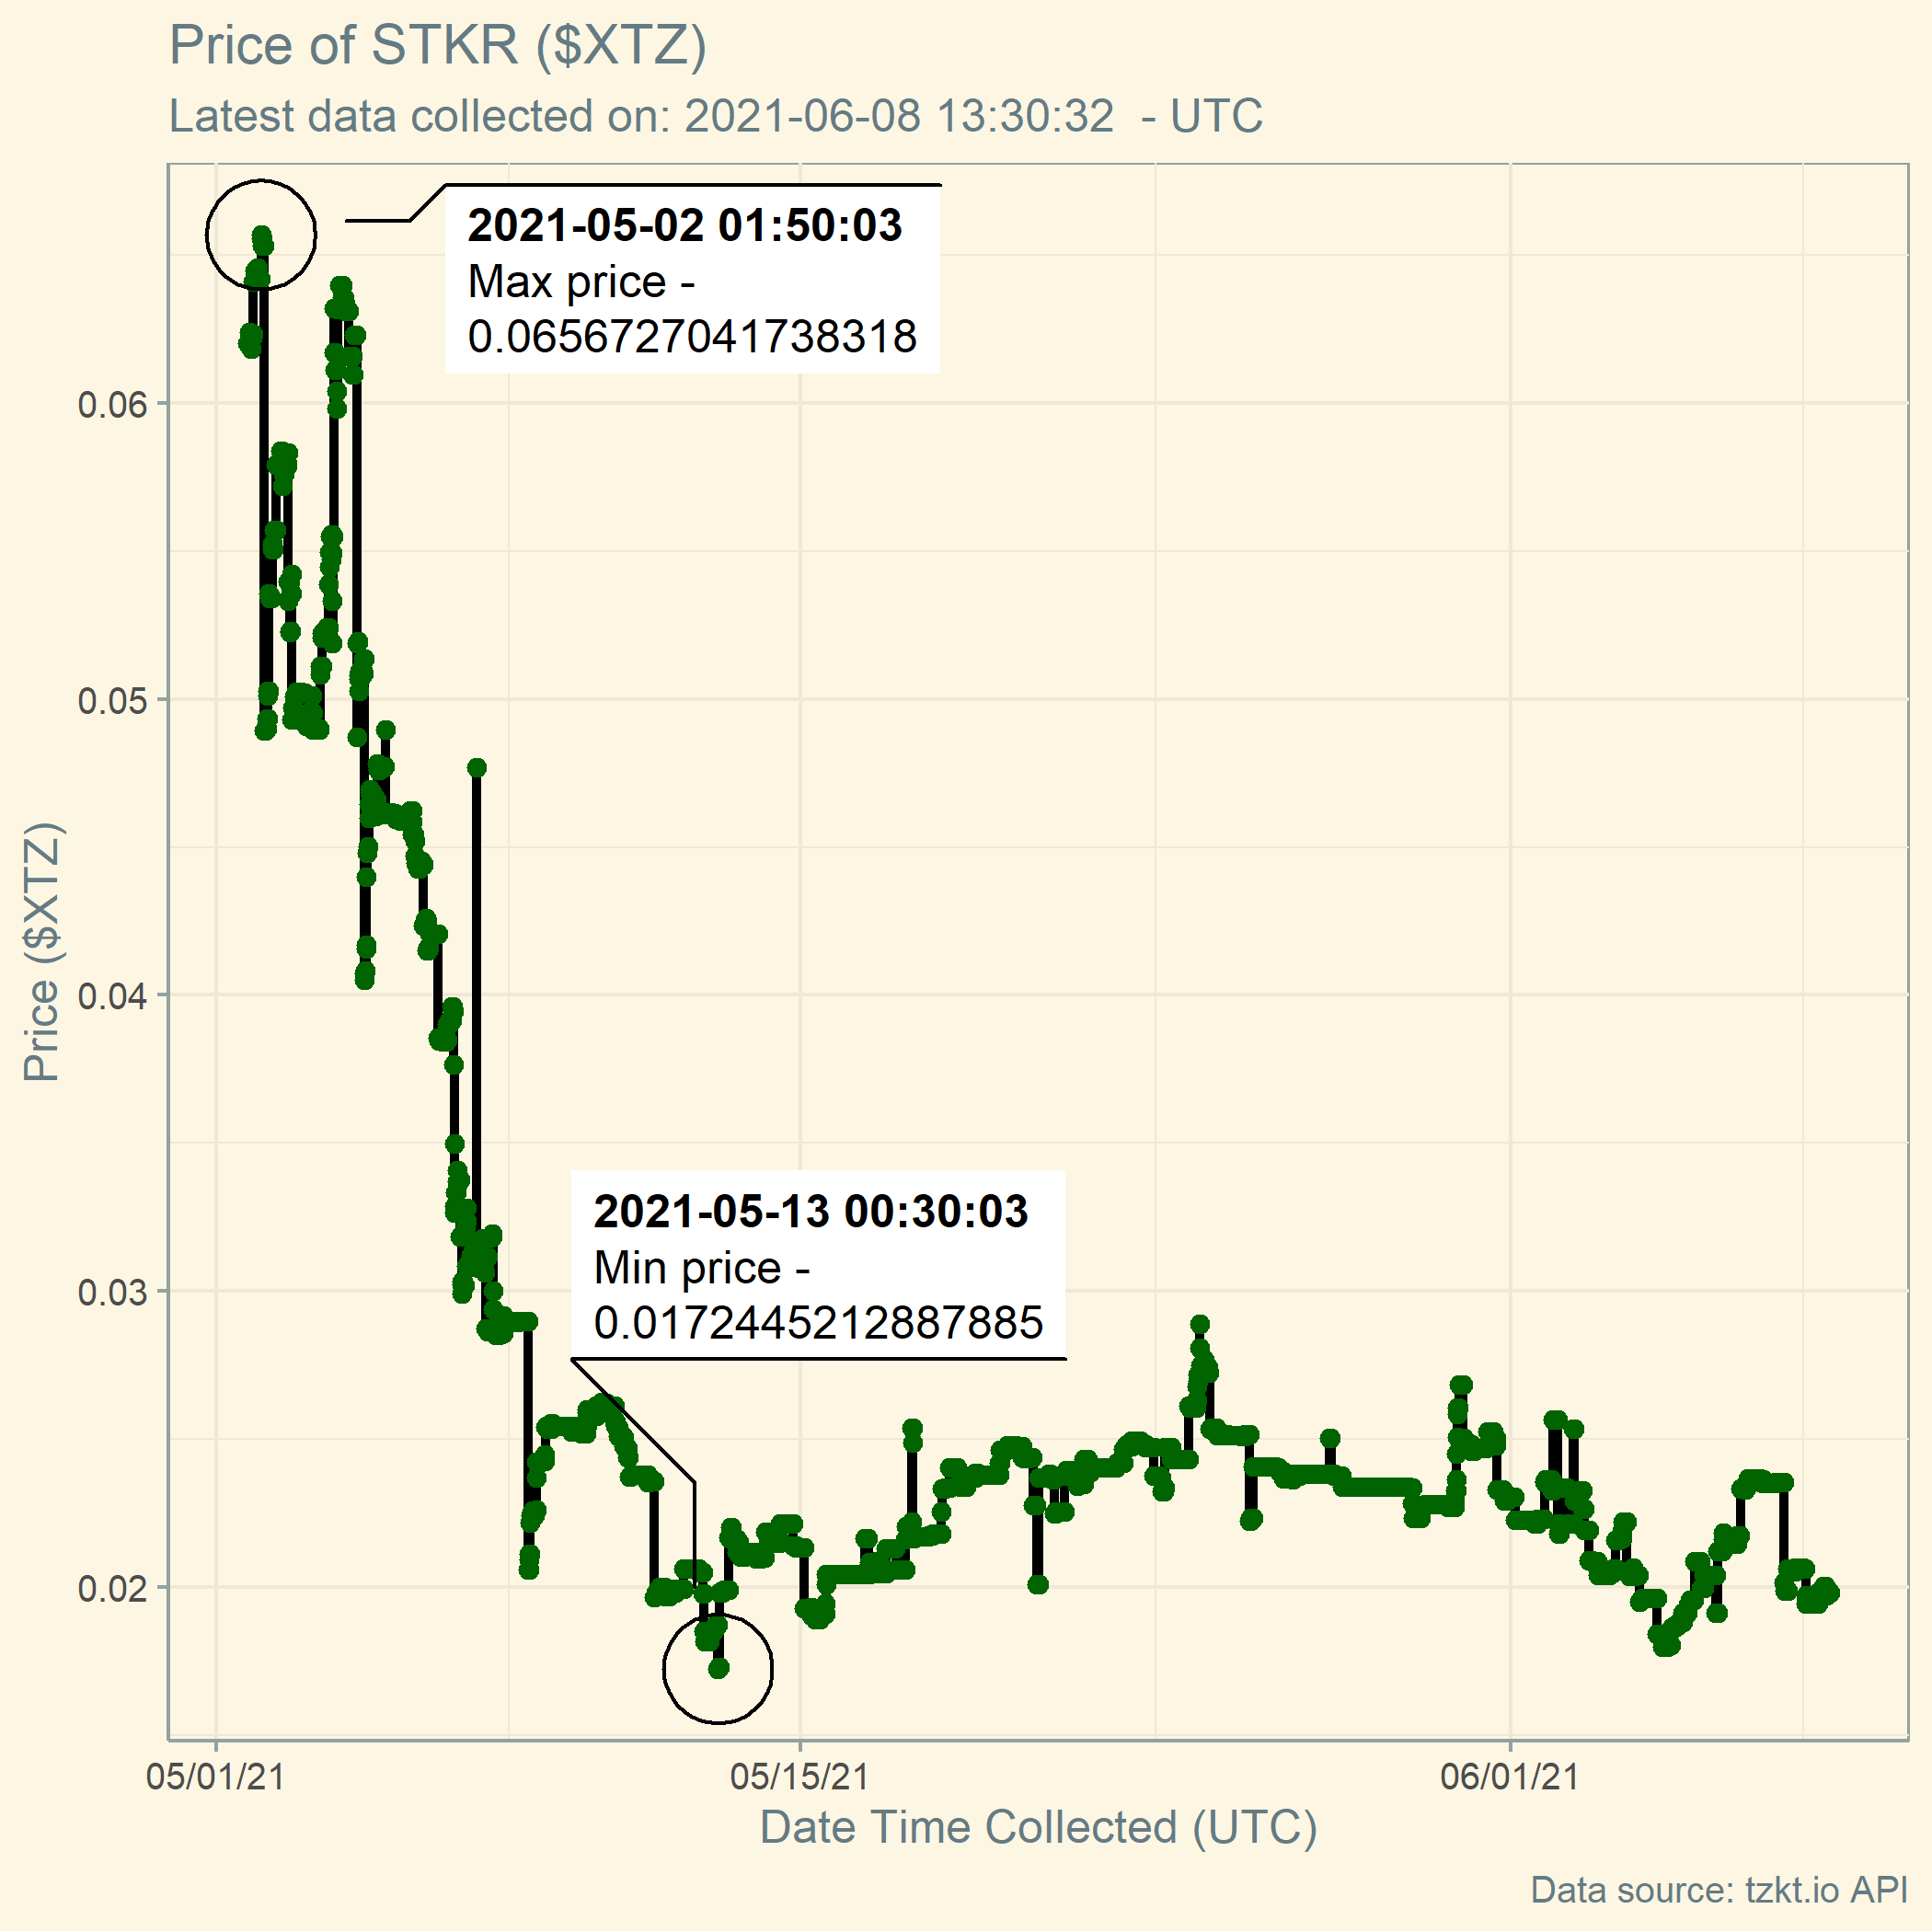 Price of STKR ($XTZ)
Latest data collected on: 2021-06-08 13:30:32  - UTC
2021-05-02 01:50:03
Max price -
0.0656727041738318
0.06
0.05
0.04
0.03
0.02
Price ($XTZ)
2021-05-13 00:30:03
Min price -
0.0172445212887885
05/01/21
05/15/21
06/01/21
Date Time Collected (UTC)
Data source: tzkt.io API